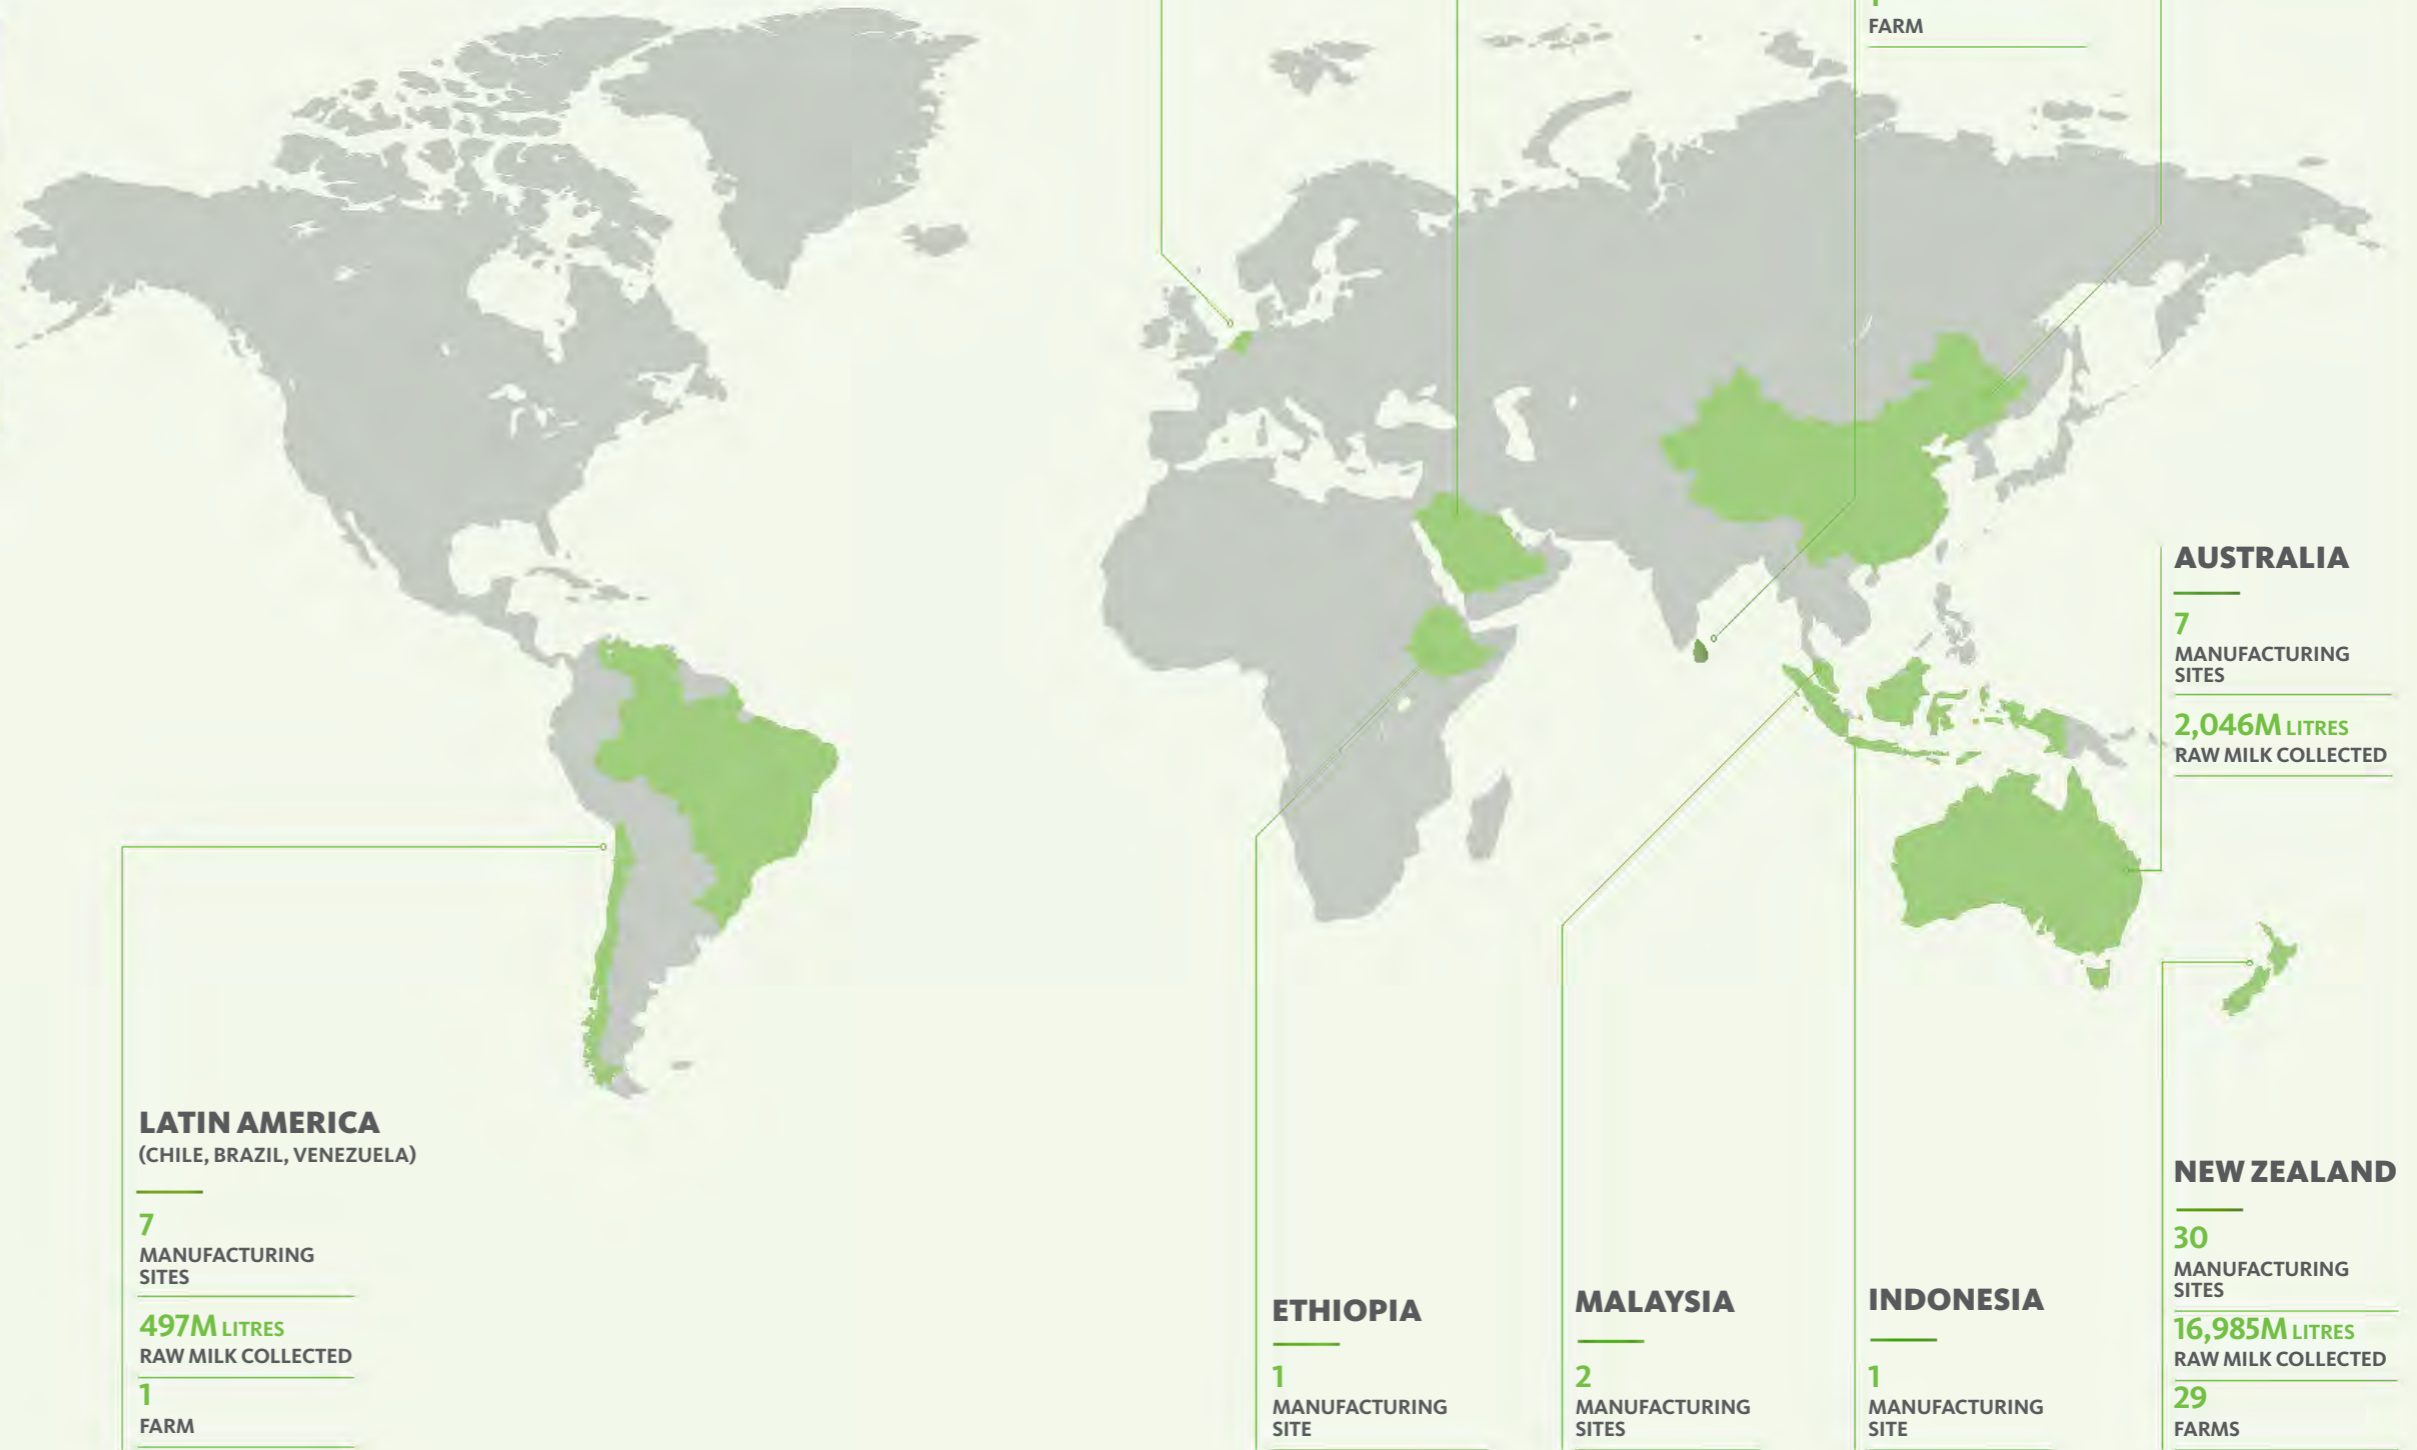 FARM
AUSTRALIA
7
MANUFACTURING
SITES
2,046M LITRES
RAW MILK COLLECTED
LATIN AMERICA
(CHILE, BRAZIL, VENEZUELA)
7
MANUFACTURING
SITES
497M LITRES
RAW MILK COLLECTED
1
FARM
ETHIOPIA
1
MANUFACTURING
SITE
MALAYSIA
2
MANUFACTURING
SITES
INDONESIA
1
MANUFACTURING
SITE
NEW ZEALAND
30
MANUFACTURING
SITES
16,985M LITRES
RAW MILK COLLECTED
29
FARMS